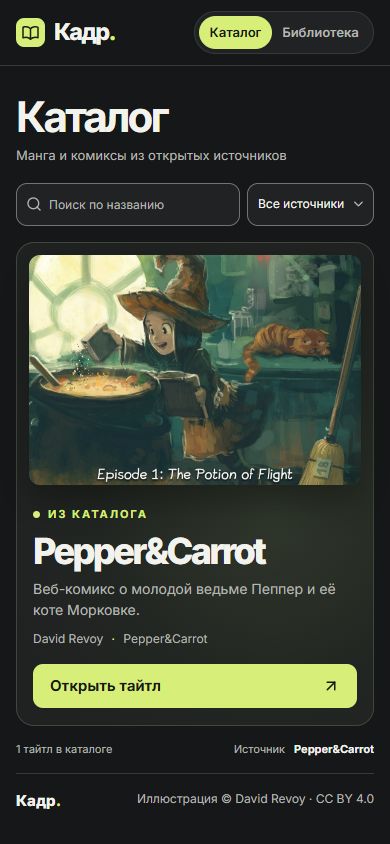 Кадр.
Каталог
Библиотека
Каталог
Манга и комиксы из открытых источников
Поиск по названию
Все источники
Episode 1: The Potion of Flight
ИЗ КАТАЛОГА
Pepper&Carrot
Веб-комикс о молодой ведьме Пеппер и её
коте Морковке.
David Revoy · Pepper&Carrot
Открыть тайтл
1 тайтл в каталоге
Источник Pepper&Carrot
Кадр.
Иллюстрация © David Revoy · CC BY 4.0